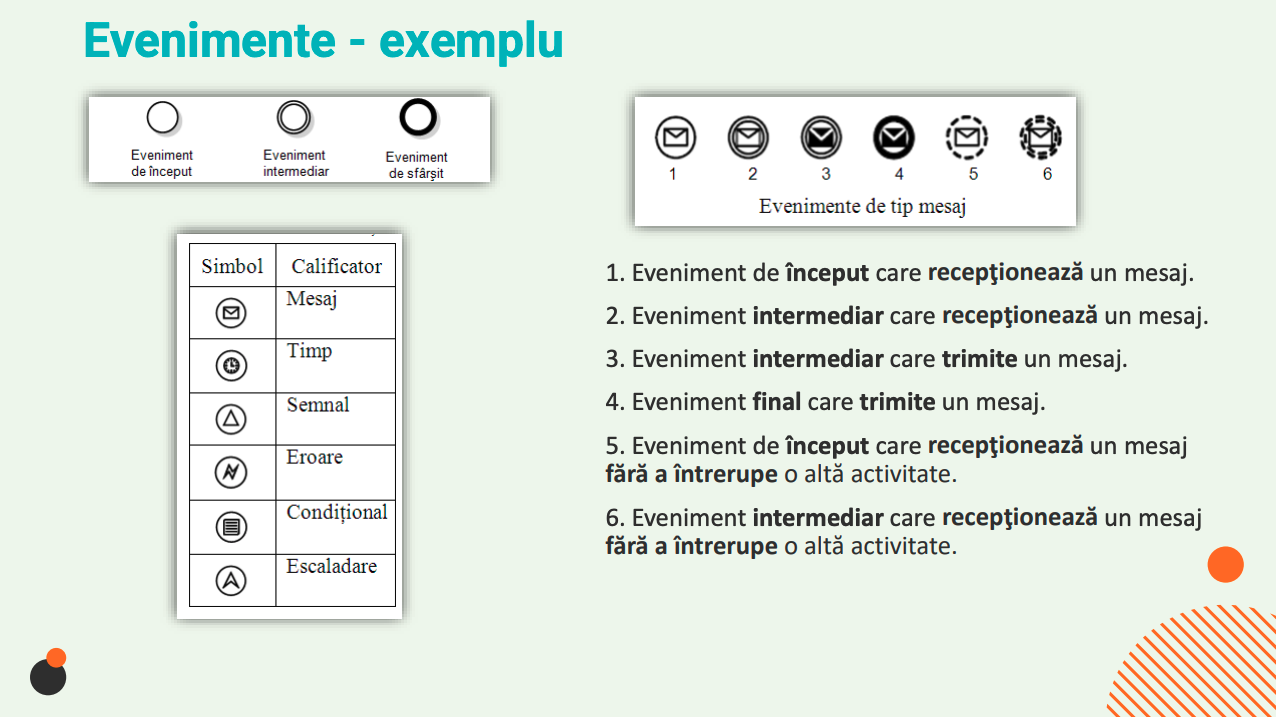 Evenimente - exemplu
Eveniment
de început
Eveniment
intermediar
Eveniment
de sfârșit
1 2 3 4 5 6
Evenimente de tip mesaj
Simbol Calificator
Mesaj
Timp
Semnal
Eroare
Condițional
Escaladare
1. Eveniment de început care recepţionează un mesaj.
2. Eveniment intermediar care recepţionează un mesaj.
3. Eveniment intermediar care trimite un mesaj.
4. Eveniment final care trimite un mesaj.
5. Eveniment de început care recepţionează un mesaj
fără a întrerupe o altă activitate.
6. Eveniment intermediar care recepţionează un mesaj
fără a întrerupe o altă activitate.